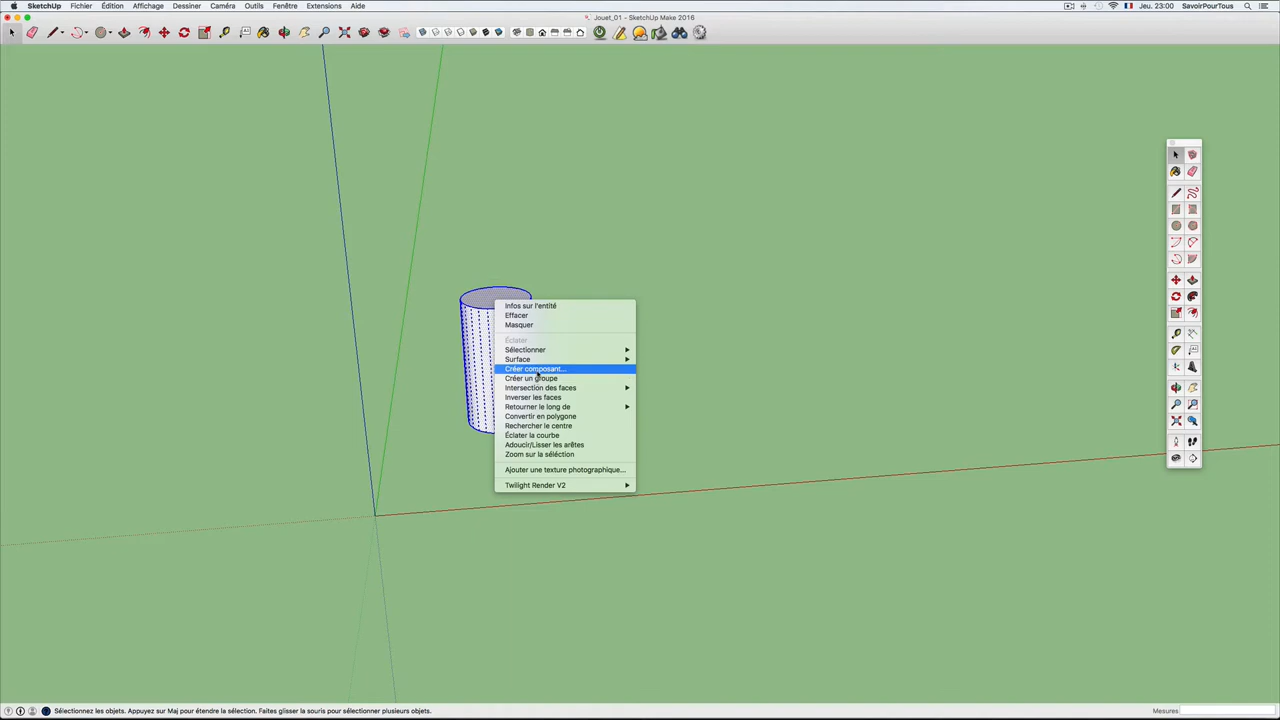 SketchUp Fichier Édition Affichage Caméra Dessiner Outils Fenêtre Extensions Aide Jeu. 23:00 SavoirPourTous
Jouet_01 - SketchUp Make 2016
Infos sur l'entité
Effacer
Masquer
Éclater
Sélectionner
Surface
Créer composant...
Créer un groupe
Intersection des faces
Inverser les faces
Retourner le long de
Convertir en polygone
Rechercher le centre
Éclater la courbe
Adoucir/Lisser les arêtes
Zoom sur la séléction
Ajouter une texture photographique...
Twilight Render V2
Sélectionnez les objets. Appuyez sur Maj pour étendre la sélection. Faites glisser la souris pour sélectionner plusieurs objets. Mesures